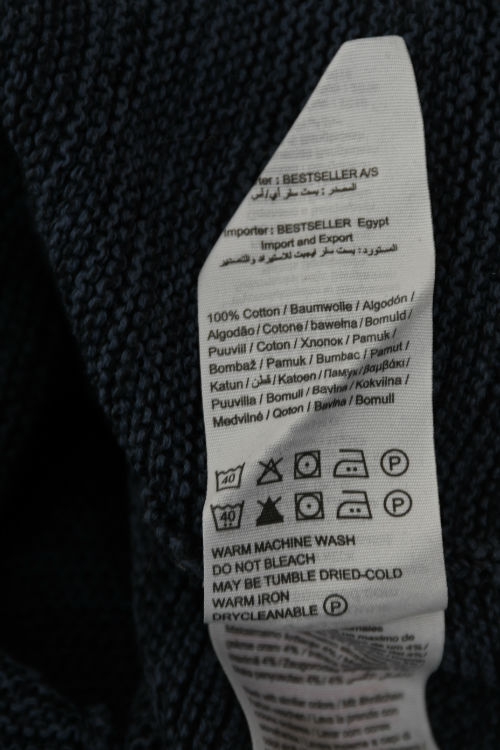 ter : BESTSELLER A/S
المصدر : بست سلر أي/أس
Importer : BESTSELLER Egypt
Import and Export
المستورد: بست سلر ايجيبت للاستيراد والتصدير
100% Cotton / Baumwolle / Algodón /
Algodão / Cotone / bawełna / Bomuld /
Puuvill / Coton / Хлопок / Pamuk /
Bombaž / Pamuk / Bumbac / Pamut /
Katun / قطن / Katoen / Памук / βαμβάκι /
Puuvilla / Bomull / Bavlna / Kokvilna /
Medvilnė / Qoton / Bavlna / Bomull
40 P
40 P
WARM MACHINE WASH
DO NOT BLEACH
MAY BE TUMBLE DRIED-COLD
WARM IRON
DRYCLEANABLE P